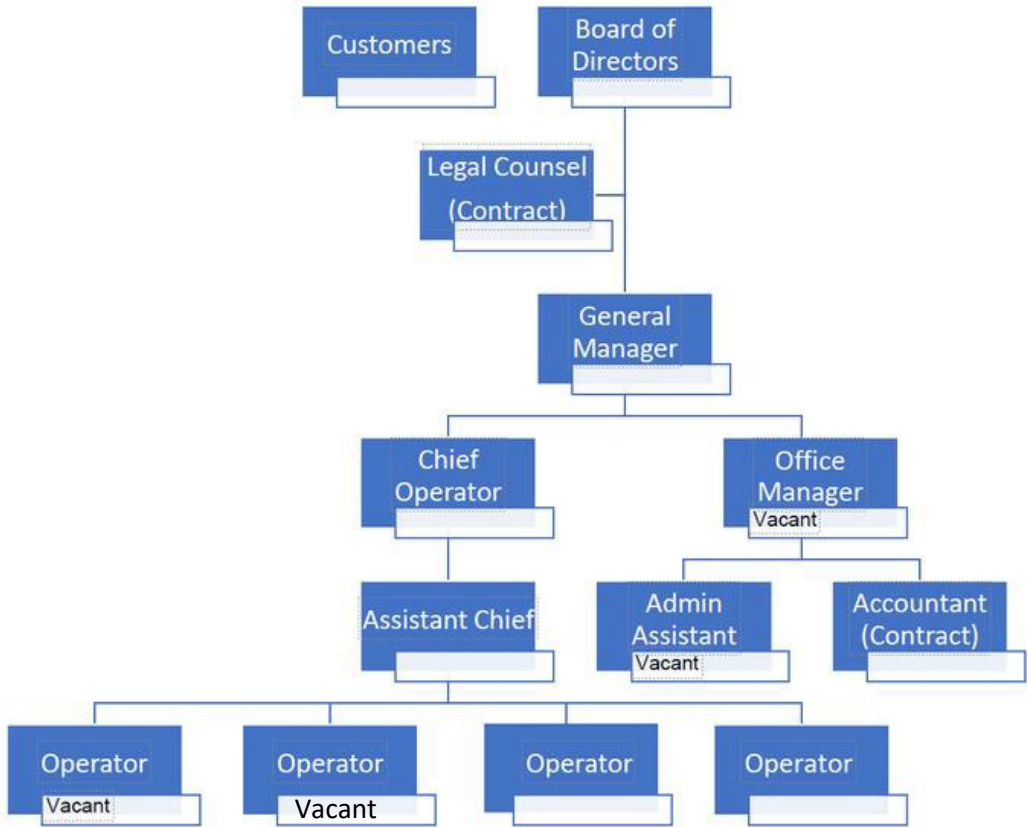 Customers
Board of
Directors
Legal Counsel
(Contract)
General
Manager
Chief
Operator
Office
Manager
Vacant
Assistant Chief
Admin
Assistant
Vacant
Accountant
(Contract)
Operator
Vacant
Operator
Vacant
Operator
Operator